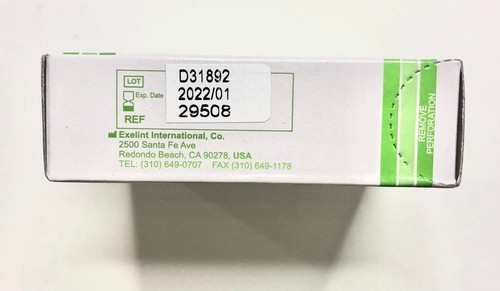 LOT D31892
Exp. Date 2022/01
REF 29508
Exelint International, Co.
2500 Santa Fe Ave
Redondo Beach, CA 90278, USA
TEL: (310) 649-0707 FAX (310) 649-1178
REMOVE
PERFORATION